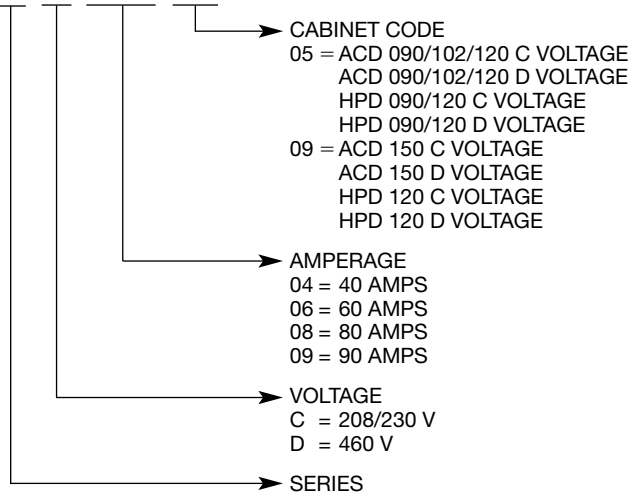 CABINET CODE
05 = ACD 090/102/120 C VOLTAGE
ACD 090/102/120 D VOLTAGE
HPD 090/120 C VOLTAGE
HPD 090/120 D VOLTAGE
09 = ACD 150 C VOLTAGE
ACD 150 D VOLTAGE
HPD 120 C VOLTAGE
HPD 120 D VOLTAGE
AMPERAGE
04 = 40 AMPS
06 = 60 AMPS
08 = 80 AMPS
09 = 90 AMPS
VOLTAGE
C = 208/230 V
D = 460 V
SERIES